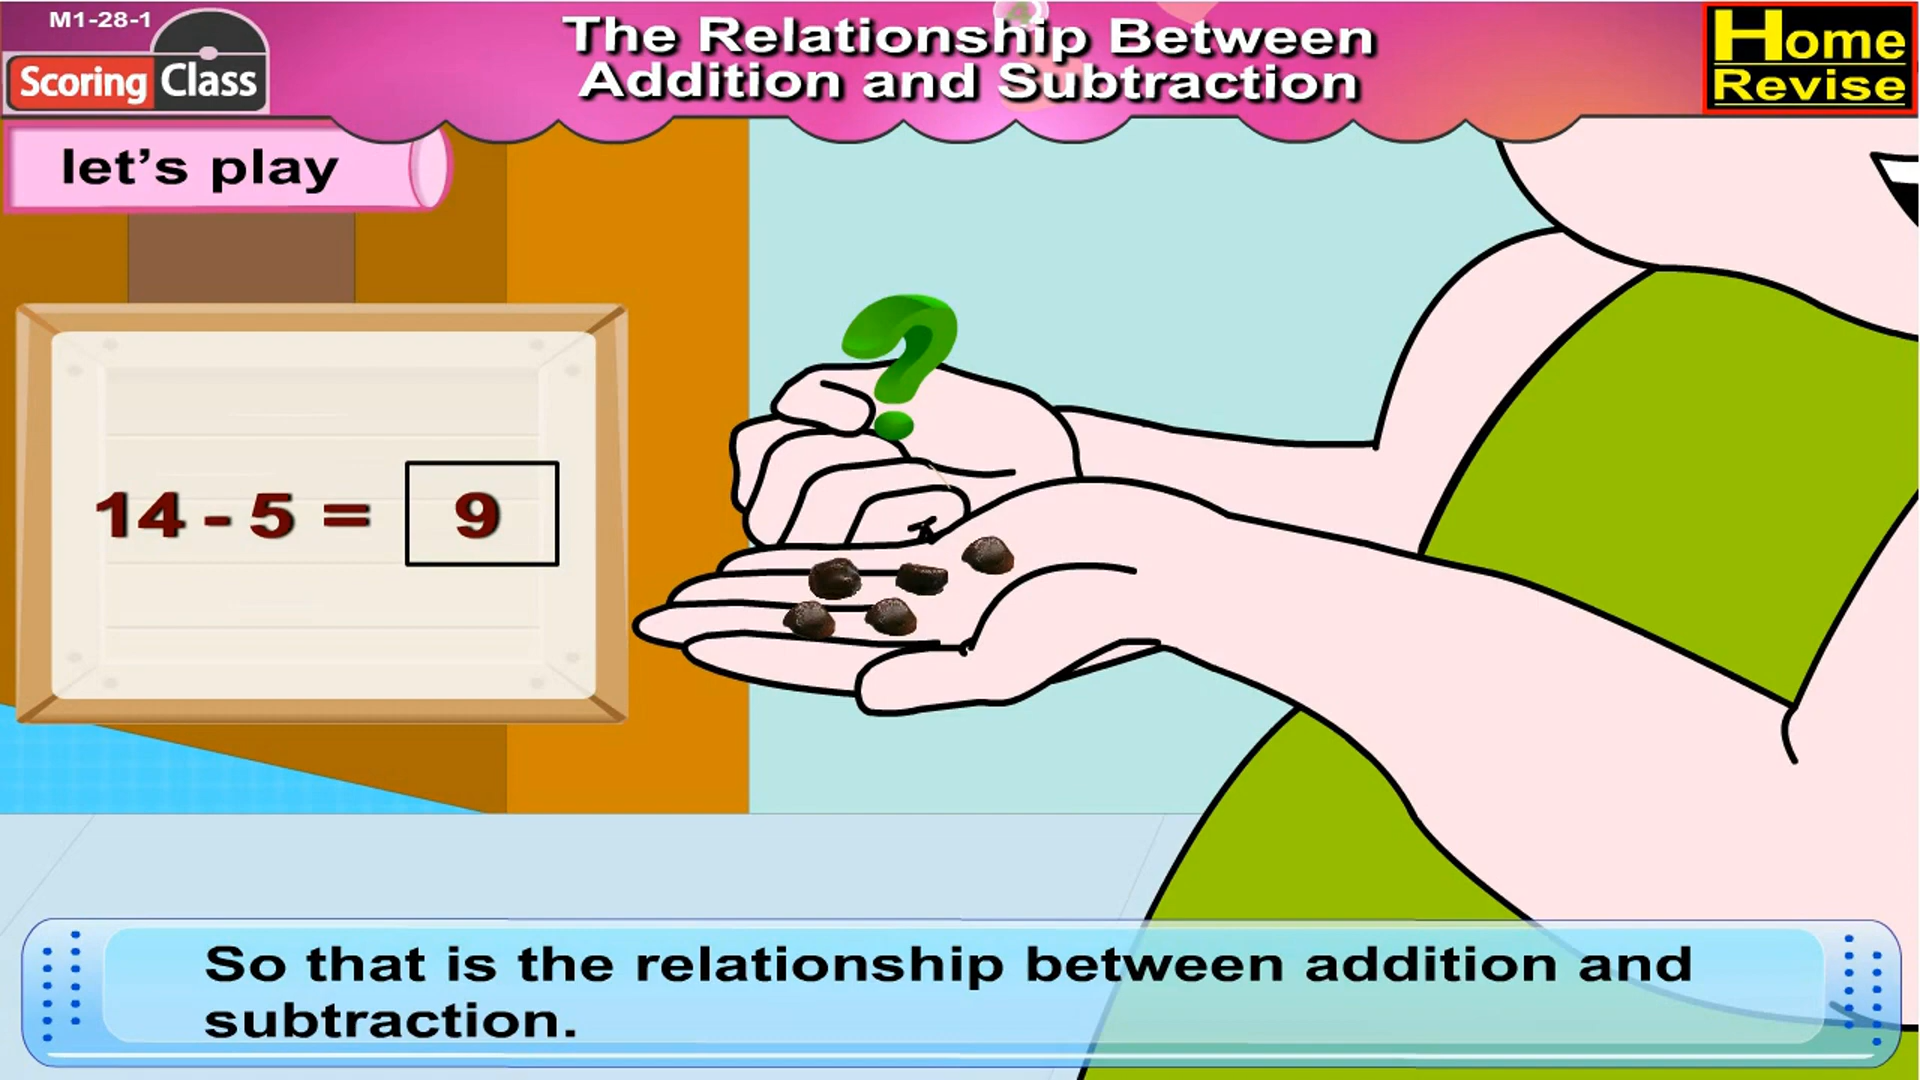 M1-28-1
Scoring Class
The Relationship Between
Addition and Subtraction
Home
Revise
let's play
14 - 5 = 9
?
So that is the relationship between addition and
subtraction.